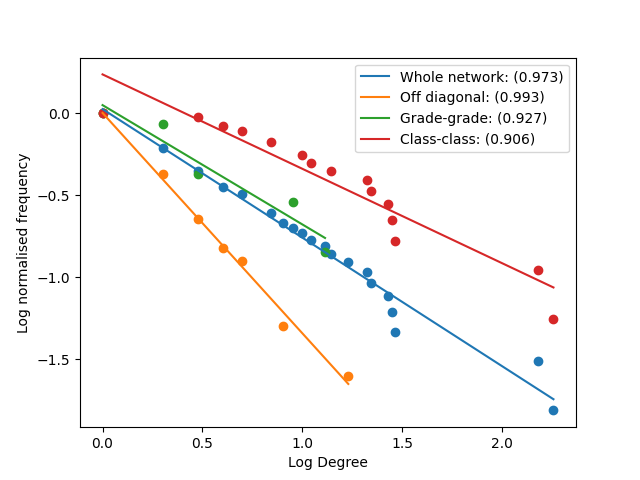 Whole network: (0.973)
Off diagonal: (0.993)
Grade-grade: (0.927)
Class-class: (0.906)
Log normalised frequency
0.0
−0.5
−1.0
−1.5
0.0 0.5 1.0 1.5 2.0
Log Degree